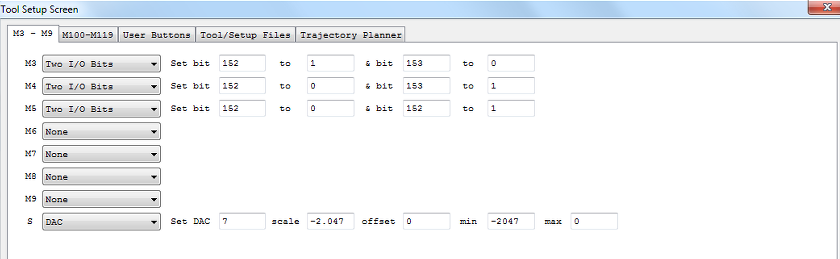 Tool Setup Screen
M3 - M9 M100-M119 User Buttons Tool/Setup Files Trajectory Planner
M3 Two I/O Bits Set bit 152 to 1 & bit 153 to 0
M4 Two I/O Bits Set bit 152 to 0 & bit 153 to 1
M5 Two I/O Bits Set bit 152 to 0 & bit 152 to 1
M6 None
M7 None
M8 None
M9 None
S DAC Set DAC 7 scale -2.047 offset 0 min -2047 max 0